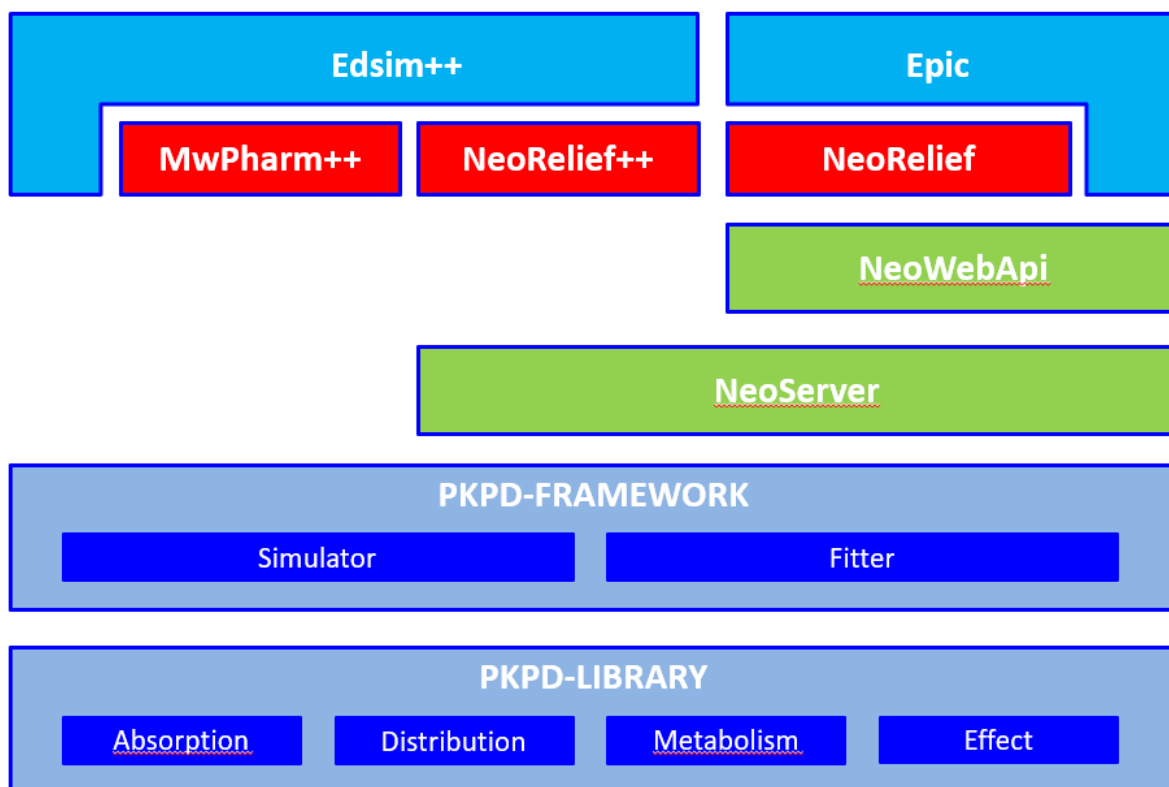 Edsim++
Epic
MwPharm++
NeoRelief++
NeoRelief
NeoWebApi
NeoServer
PKPD-FRAMEWORK
Simulator
Fitter
PKPD-LIBRARY
Absorption
Distribution
Metabolism
Effect